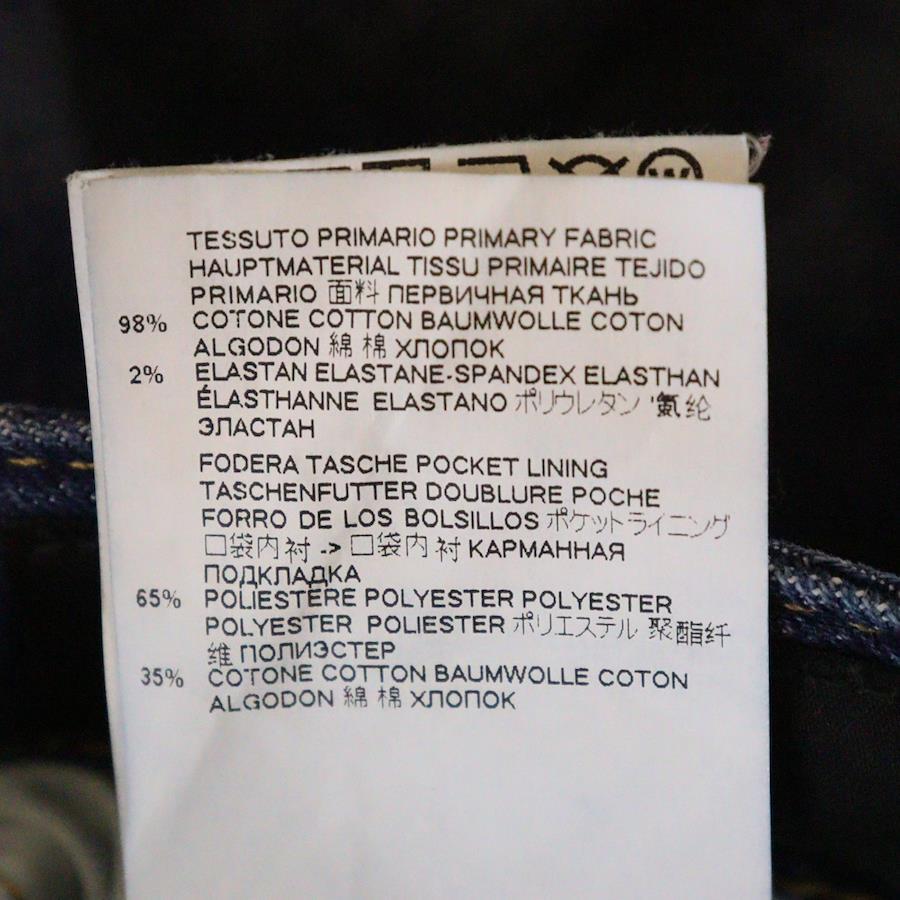 TESSUTO PRIMARIO PRIMARY FABRIC
HAUPTMATERIAL TISSU PRIMAIRE TEJIDO
PRIMARIO 面料 ПЕРВИЧНАЯ ТКАНЬ
98% COTONE COTTON BAUMWOLLE COTON
ALGODON 綿 棉 ХЛОПОК
2% ELASTAN ELASTANE-SPANDEX ELASTHAN
ÉLASTHANNE ELASTANO ポリウレタン '氨纶
ЭЛАСТАН
FODERA TASCHE POCKET LINING
TASCHENFUTTER DOUBLURE POCHE
FORRO DE LOS BOLSILLOS ポケットライニング
口袋内衬 -> 口袋内衬 КАРМАННАЯ
ПОДКЛАДКА
65% POLIESTERE POLYESTER POLYESTER
POLYESTER POLIESTER ポリエステル 聚酯纤
维 ПОЛИЭСТЕР
35% COTONE COTTON BAUMWOLLE COTON
ALGODON 綿 棉 ХЛОПОК